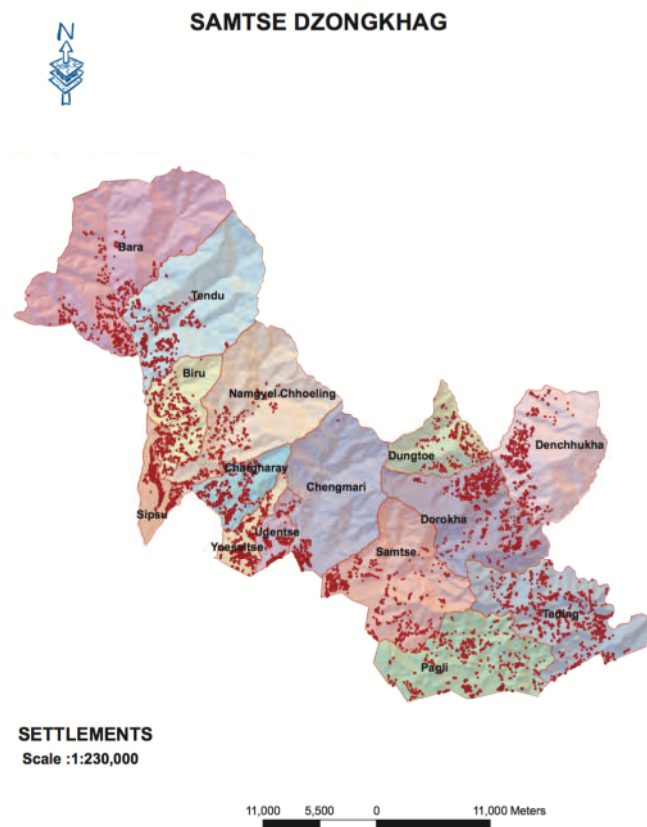 SAMTSE DZONGKHAG
N
Bara
Tendu
Biru
Namgyel Chhoeling
Denchhukha
Dungtoe
Chargharay
Chengmari
Sipsu
Dorokha
Udentse
Yoeseltse
Samtse
Tading
Pagli
SETTLEMENTS
Scale :1:230,000
11,000 5,500 0 11,000 Meters